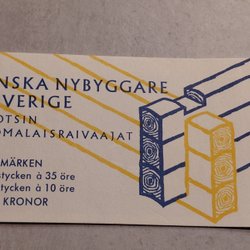 NSKA NYBYGGARE
VERIGE
OTSIN
OMALAISRAIVAAJAT
MÄRKEN
stycken à 35 öre
stycken à 10 öre
KRONOR